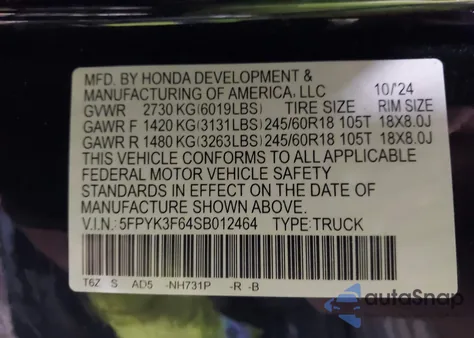 MFD. BY HONDA DEVELOPMENT &
MANUFACTURING OF AMERICA, LLC 10/'24
GVWR 2730 KG(6019LBS) TIRE SIZE RIM SIZE
GAWR F 1420 KG(3131LBS) 245/60R18 105T 18X8.0J
GAWR R 1480 KG(3263LBS) 245/60R18 105T 18X8.0J
THIS VEHICLE CONFORMS TO ALL APPLICABLE
FEDERAL MOTOR VEHICLE SAFETY
STANDARDS IN EFFECT ON THE DATE OF
MANUFACTURE SHOWN ABOVE.
V.I.N.: 5FPYK3F64SB012464 TYPE:TRUCK
T6Z S AD5 -NH731P -R -B
autoSnap